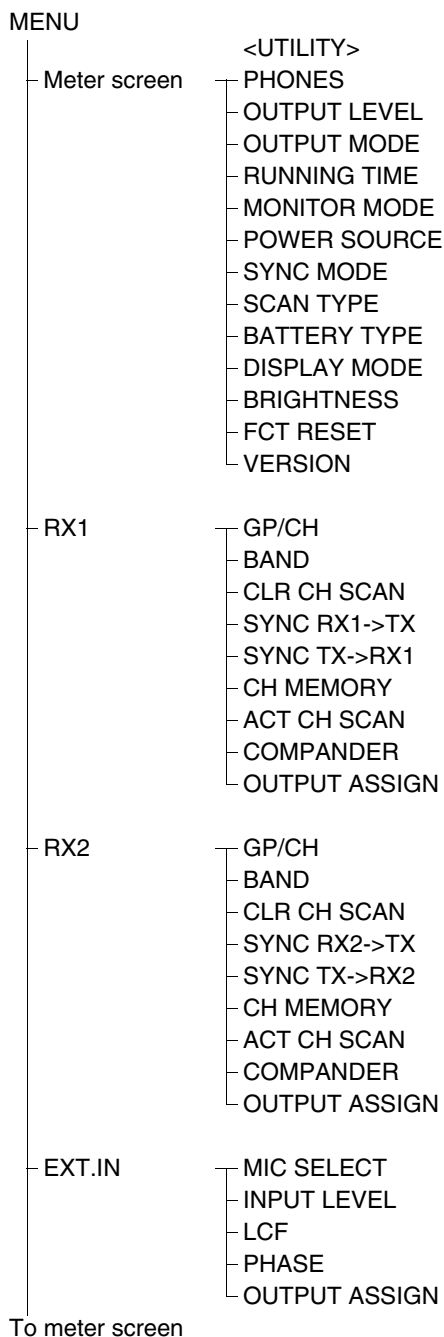 MENU
<UTILITY>
Meter screen PHONES
OUTPUT LEVEL
OUTPUT MODE
RUNNING TIME
MONITOR MODE
POWER SOURCE
SYNC MODE
SCAN TYPE
BATTERY TYPE
DISPLAY MODE
BRIGHTNESS
FCT RESET
VERSION
RX1 GP/CH
BAND
CLR CH SCAN
SYNC RX1->TX
SYNC TX->RX1
CH MEMORY
ACT CH SCAN
COMPANDER
OUTPUT ASSIGN
RX2 GP/CH
BAND
CLR CH SCAN
SYNC RX2->TX
SYNC TX->RX2
CH MEMORY
ACT CH SCAN
COMPANDER
OUTPUT ASSIGN
EXT.IN MIC SELECT
INPUT LEVEL
LCF
PHASE
OUTPUT ASSIGN
To meter screen